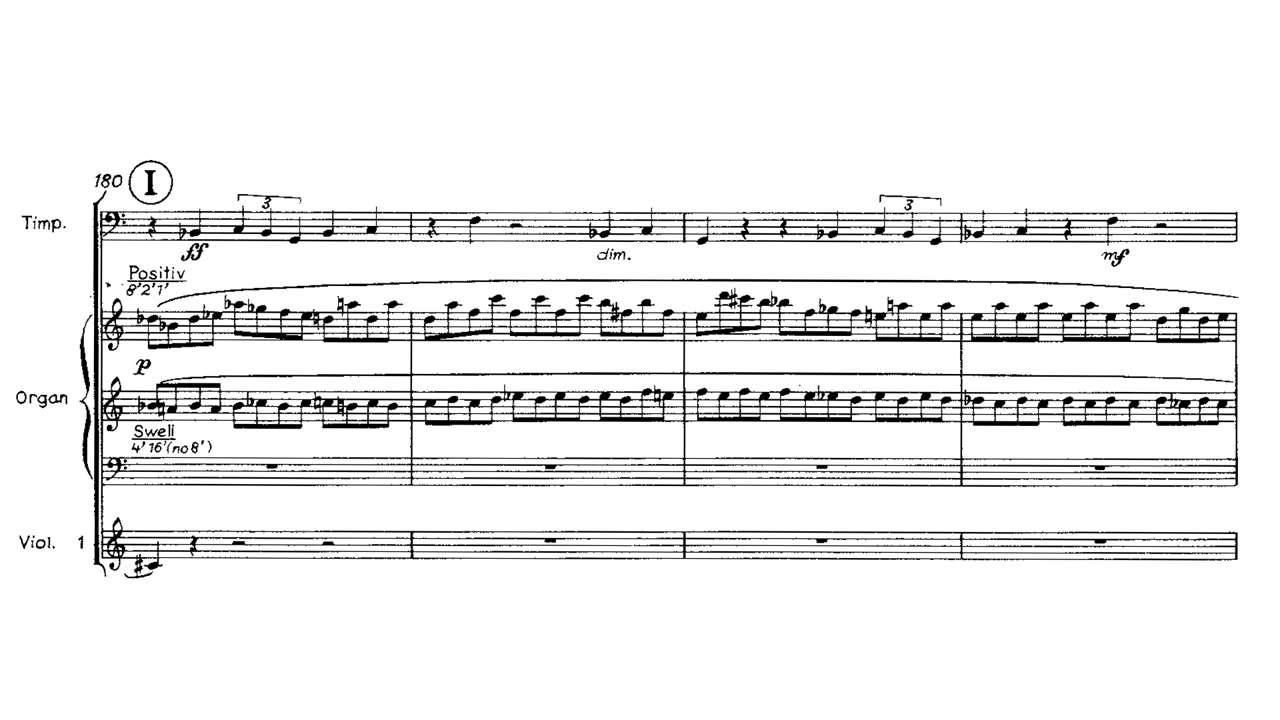 180 I
3 3
Timp.
ff dim. mf
Positiv
8'2'1'
p
Organ
Swell
4' 16' (no 8')
Viol. 1